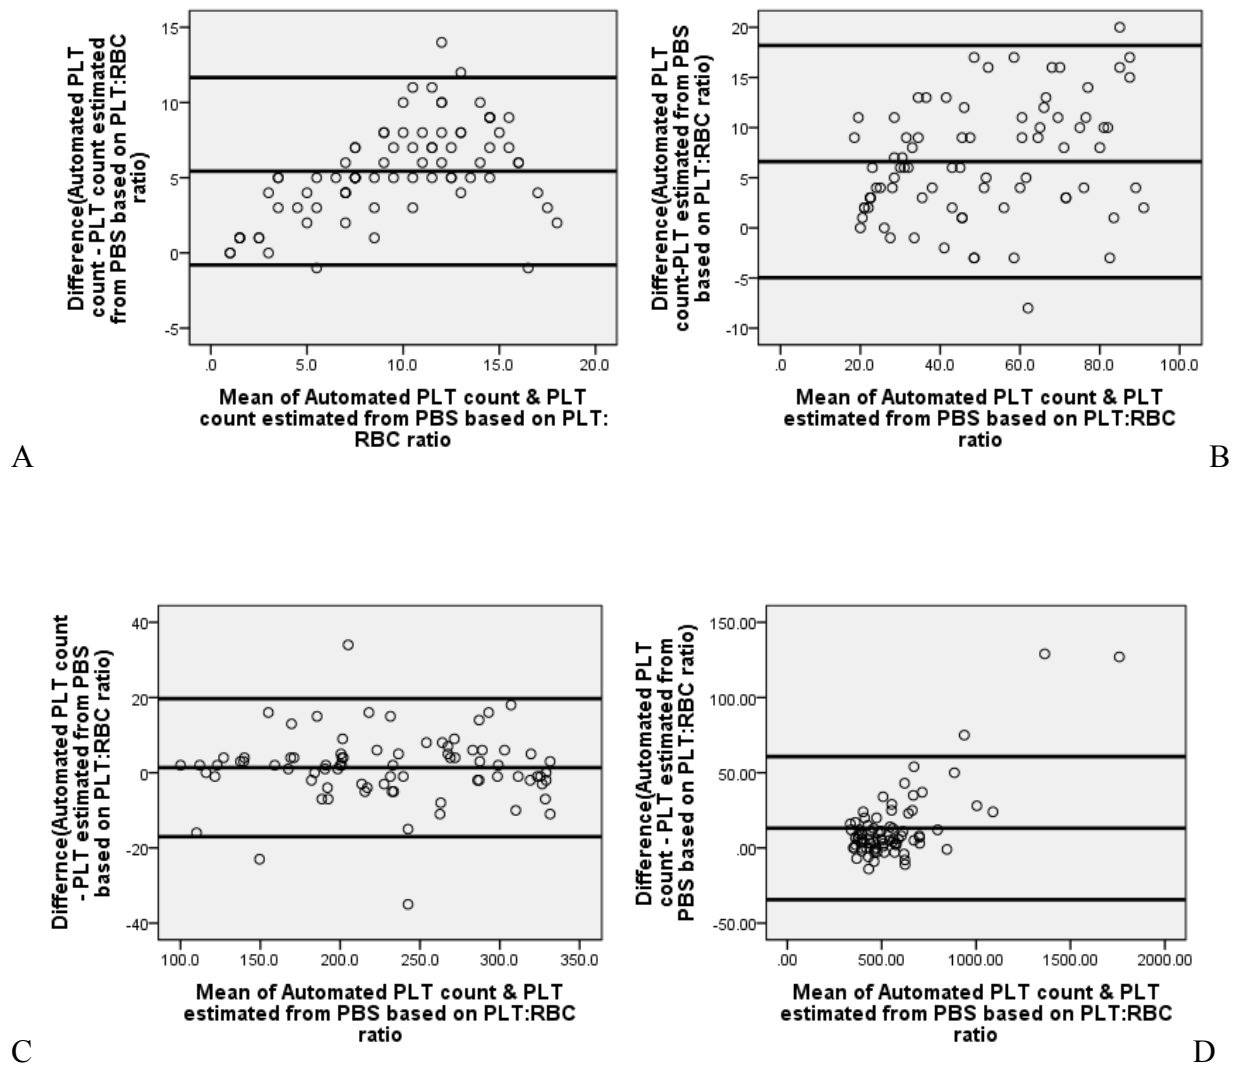 Difference(Automated PLT
count - PLT count estimated
from PBS based on PLT:RBC
ratio)
15
10
5
0
-5
.0
5.0
10.0
15.0
20.0
Mean of Automated PLT count & PLT
count estimated from PBS based on PLT:
RBC ratio
A
Difference(Automated PLT
count-PLT estimated from PBS
based on PLT:RBC ratio)
20
15
10
5
0
-5
-10
.0
20.0
40.0
60.0
80.0
100.0
Mean of Automated PLT count & PLT
estimated from PBS based on PLT:RBC
ratio
B
Differnce(Automated PLT count
- PLT estimated from PBS
based on PLT:RBC ratio)
40
20
0
-20
-40
100.0
150.0
200.0
250.0
300.0
350.0
Mean of Automated PLT count & PLT
estimated from PBS based on PLT:RBC
ratio
C
Difference(Automated PLT
count - PLT estimated from
PBS based on PLT:RBC ratio)
150.00
100.00
50.00
.00
-50.00
.00
500.00
1000.00
1500.00
2000.00
Mean of Automated PLT count & PLT
estimated from PBS based on PLT:RBC
ratio
D